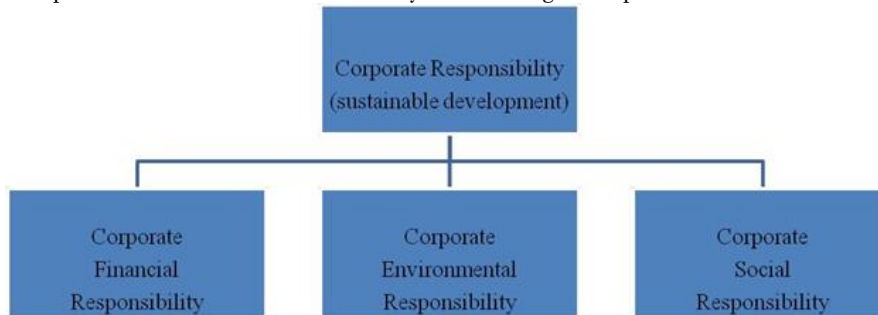 Corporate Responsibility
(sustainable development)
Corporate
Financial
Responsibility
Corporate
Environmental
Responsibility
Corporate
Social
Responsibility